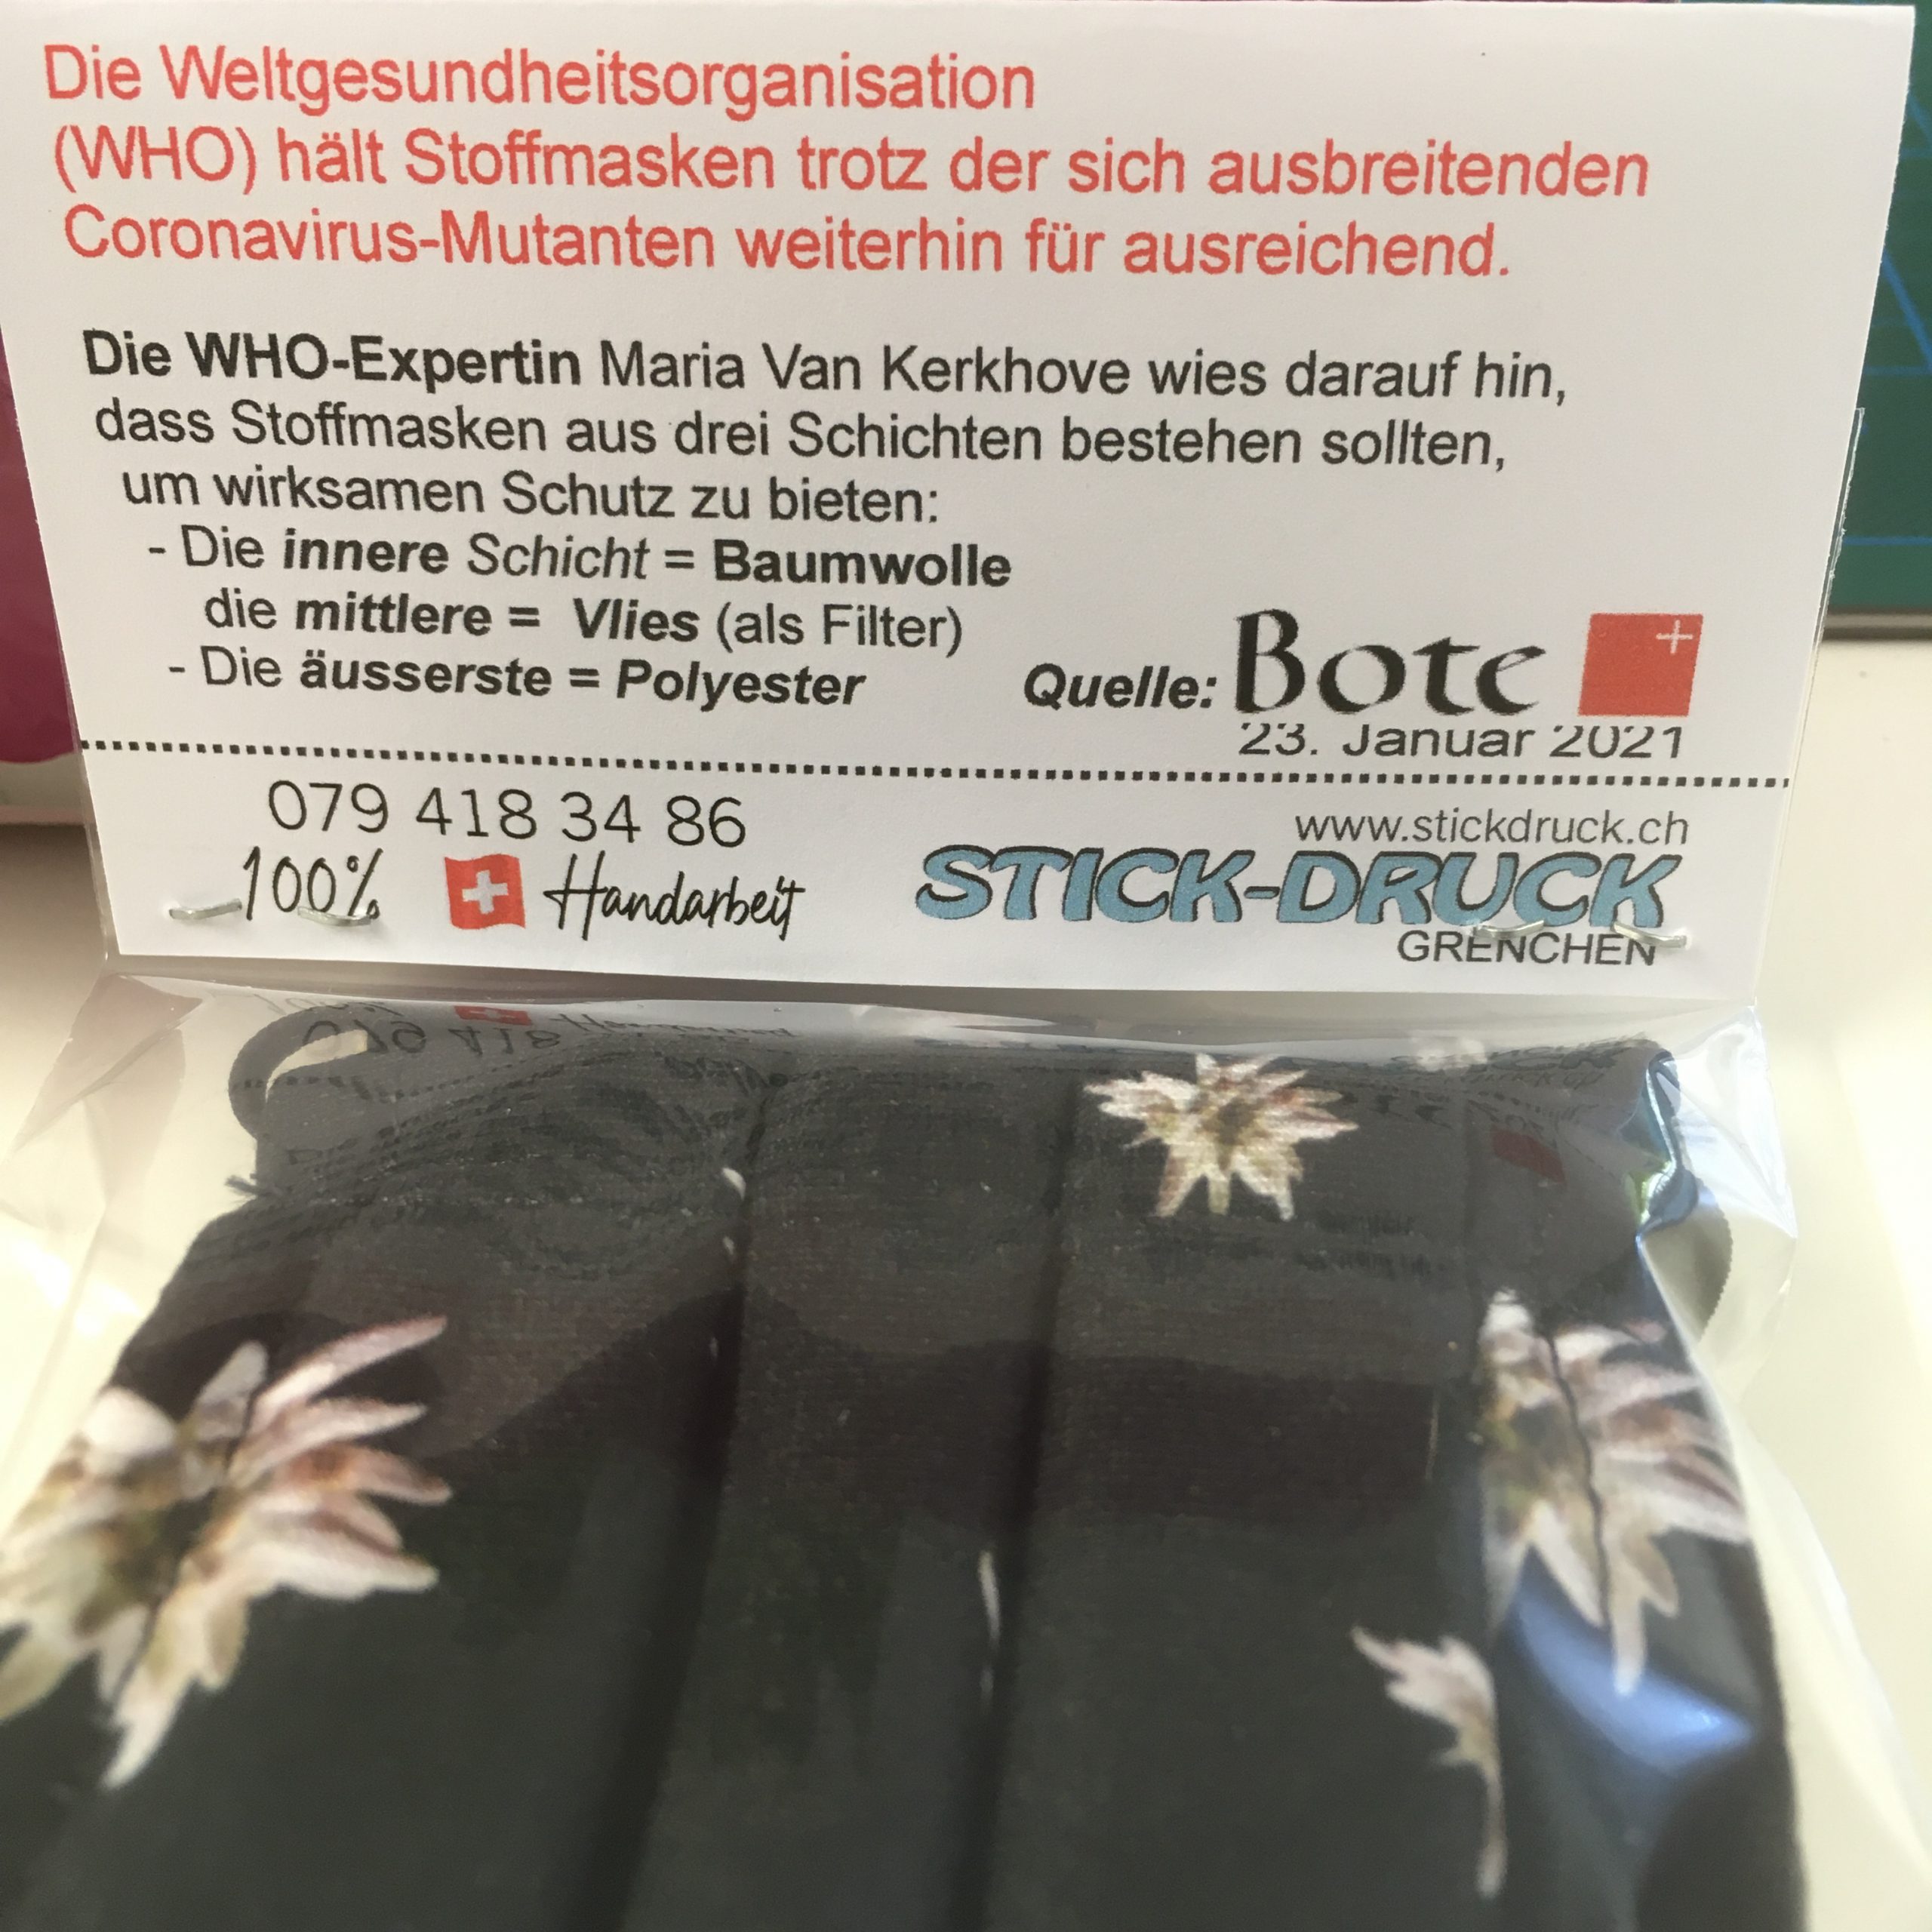 Die Weltgesundheitsorganisation
(WHO) hält Stoffmasken trotz der sich ausbreitenden
Coronavirus-Mutanten weiterhin für ausreichend.
Die WHO-Expertin Maria Van Kerkhove wies darauf hin,
dass Stoffmasken aus drei Schichten bestehen sollten,
um wirksamen Schutz zu bieten:
- Die innere Schicht = Baumwolle
die mittlere = Vlies (als Filter)
- Die äusserste = Polyester
Quelle: Bote
23. Januar 2021
079 418 34 86
100% Handarbeit
www.stickdruck.ch
STICK-DRUCK
GRENCHEN